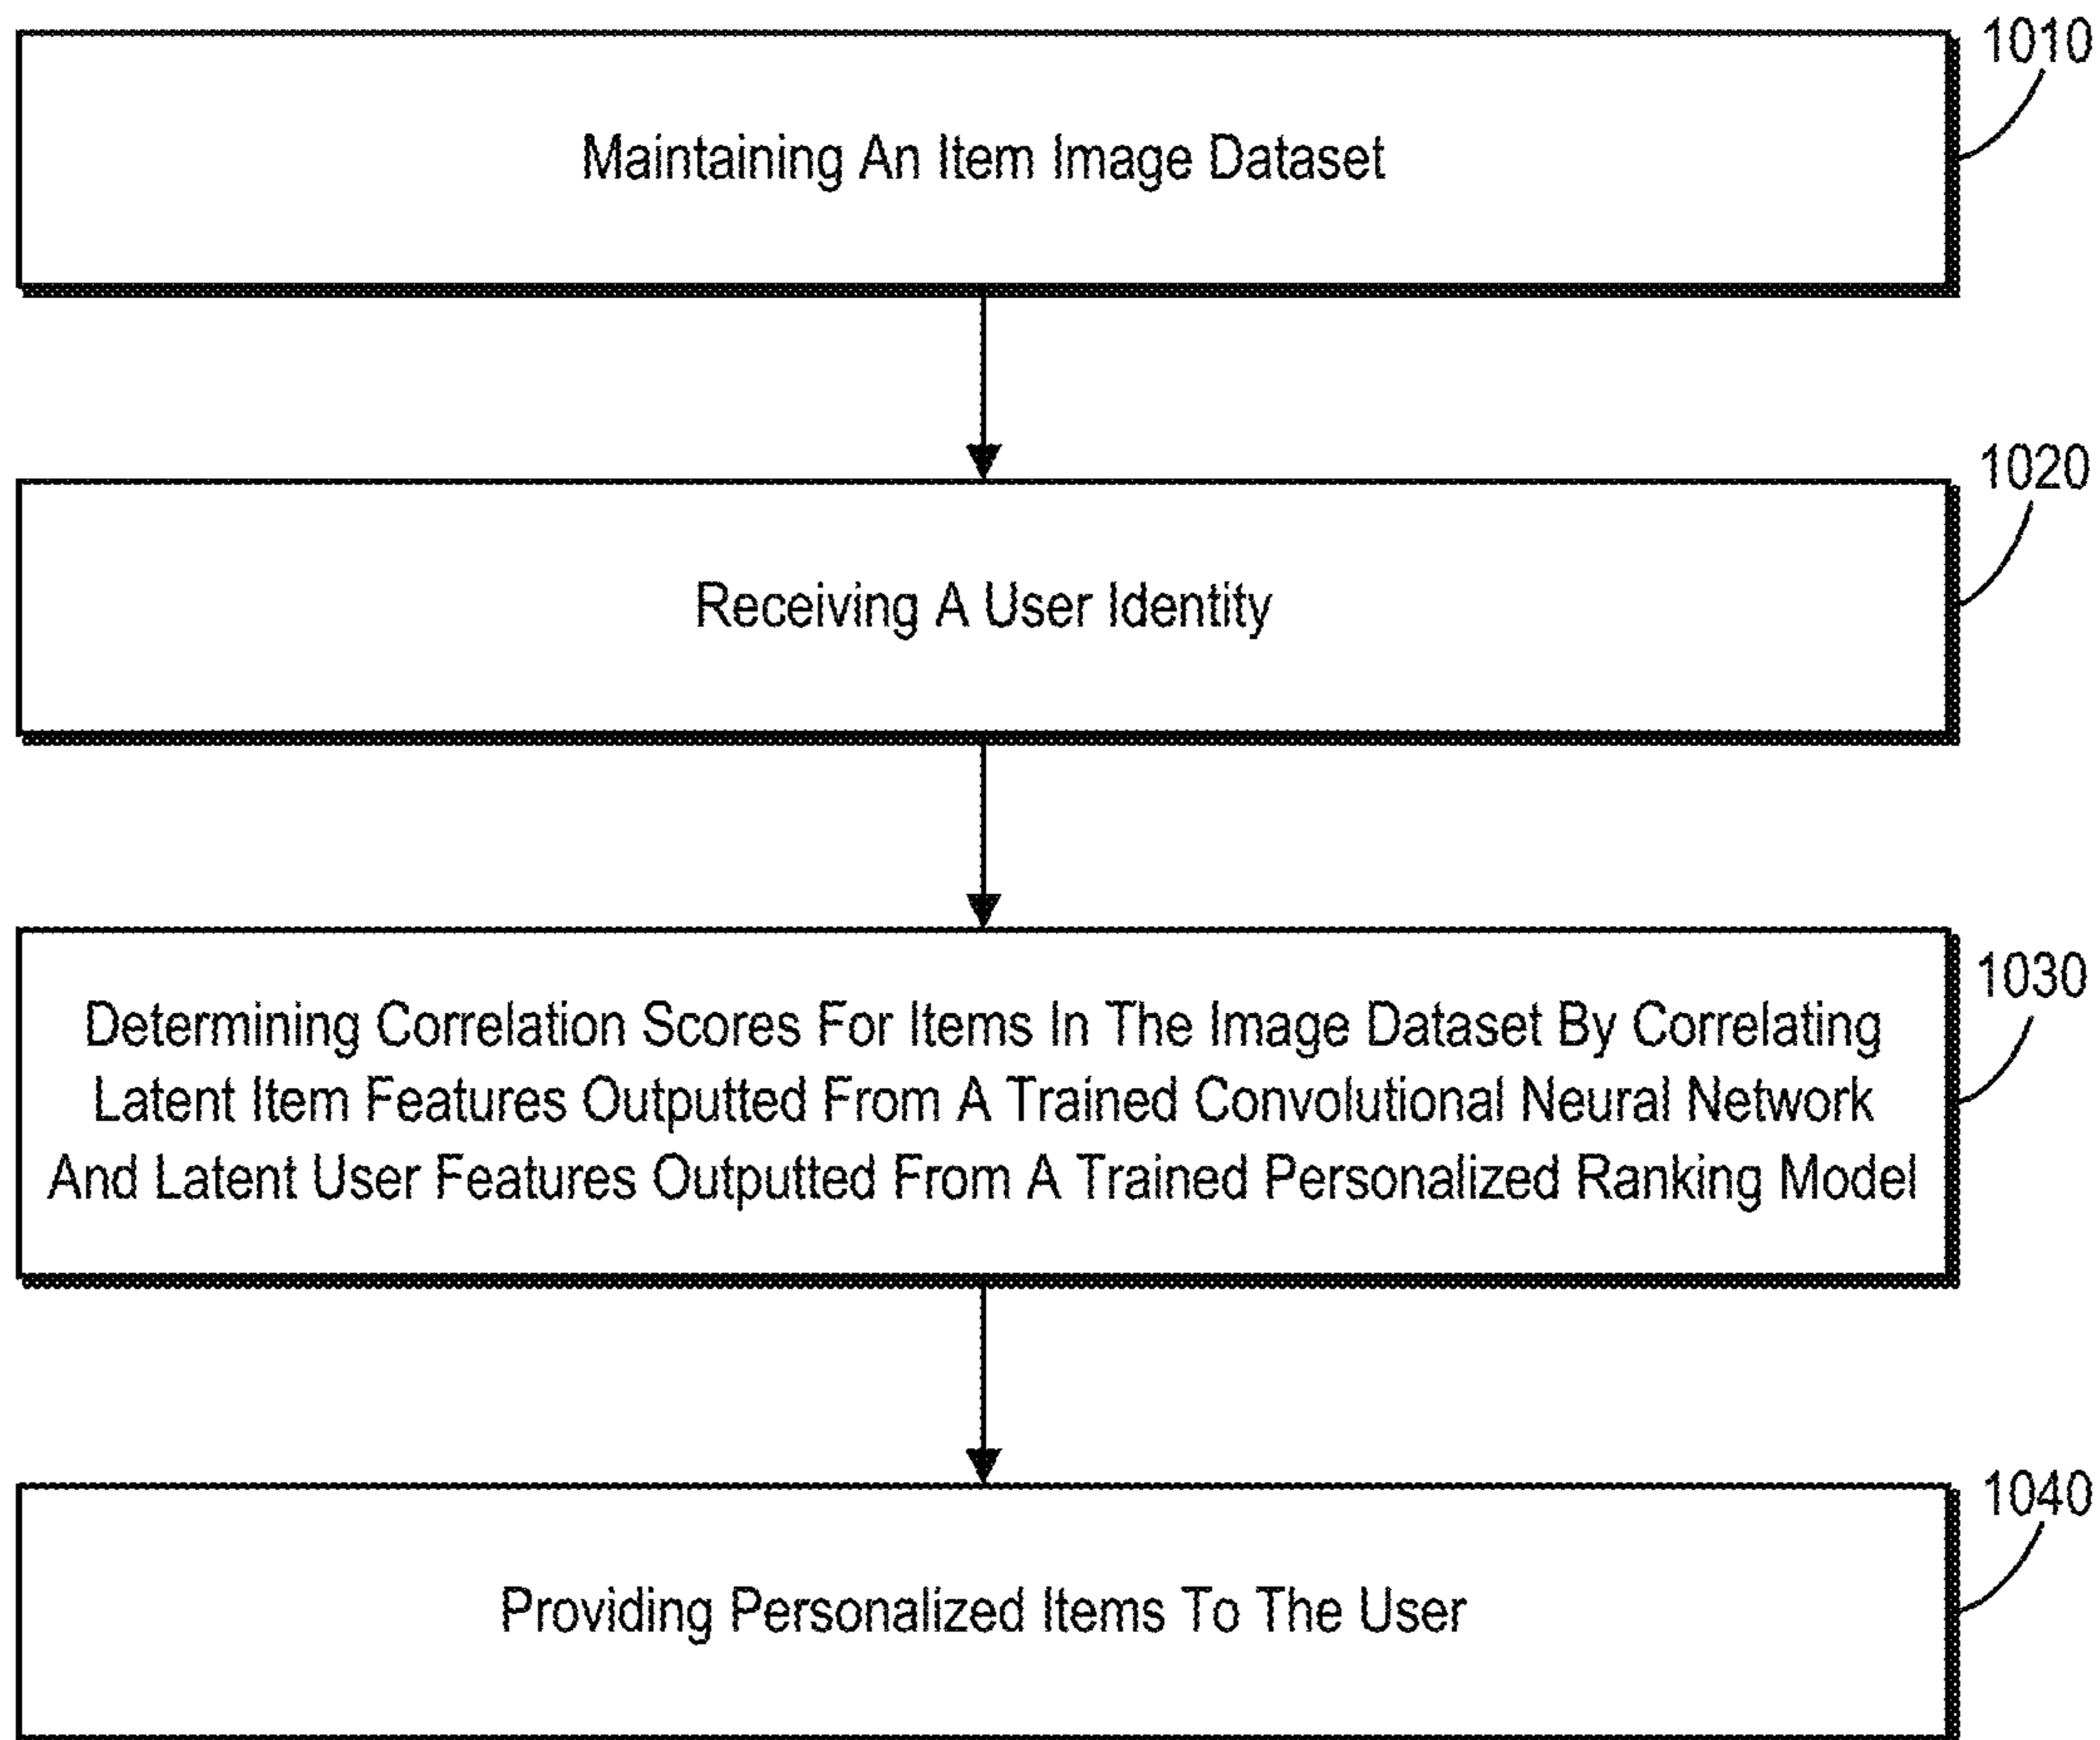 1010
Maintaining An Item Image Dataset
1020
Receiving A User Identity
1030
Determining Correlation Scores For Items In The Image Dataset By Correlating
Latent Item Features Outputted From A Trained Convolutional Neural Network
And Latent User Features Outputted From A Trained Personalized Ranking Model
1040
Providing Personalized Items To The User